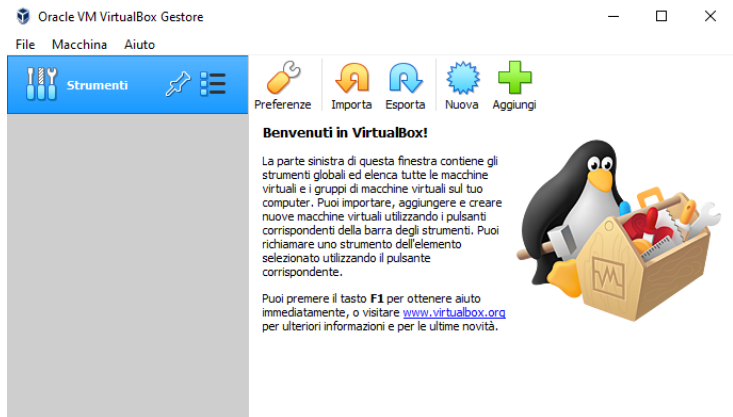 Oracle VM VirtualBox Gestore
File Macchina Aiuto
Strumenti
Preferenze Importa Esporta Nuova Aggiungi
Benvenuti in VirtualBox!
La parte sinistra di questa finestra contiene gli
strumenti globali ed elenca tutte le macchine
virtuali e i gruppi di macchine virtuali sul tuo
computer. Puoi importare, aggiungere e creare
nuove macchine virtuali utilizzando i pulsanti
corrispondenti della barra degli strumenti. Puoi
richiamare uno strumento dell'elemento
selezionato utilizzando il pulsante
corrispondente.
Puoi premere il tasto F1 per ottenere aiuto
immediatamente, o visitare www.virtualbox.org
per ulteriori informazioni e per le ultime novità.